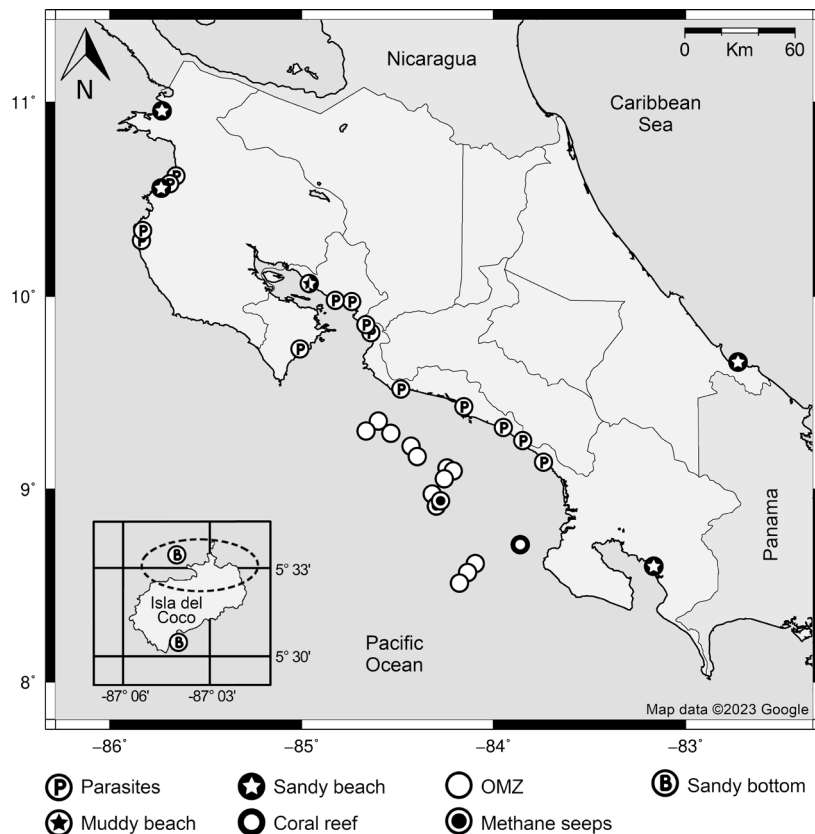 Nicaragua
0 Km 60
N
11°
Caribbean
Sea
10°
9°
Panama
5° 33'
Isla del
Coco
5° 30'
-87° 06' -87° 03'
Pacific
Ocean
8°
Map data ©2023 Google
−86° −85° −84° −83°
P Parasites
Sandy beach
OMZ
B Sandy bottom
Muddy beach
Coral reef
Methane seeps
B
B
P
P
P
P
P
P
P
P
P
P
P
P
P
P